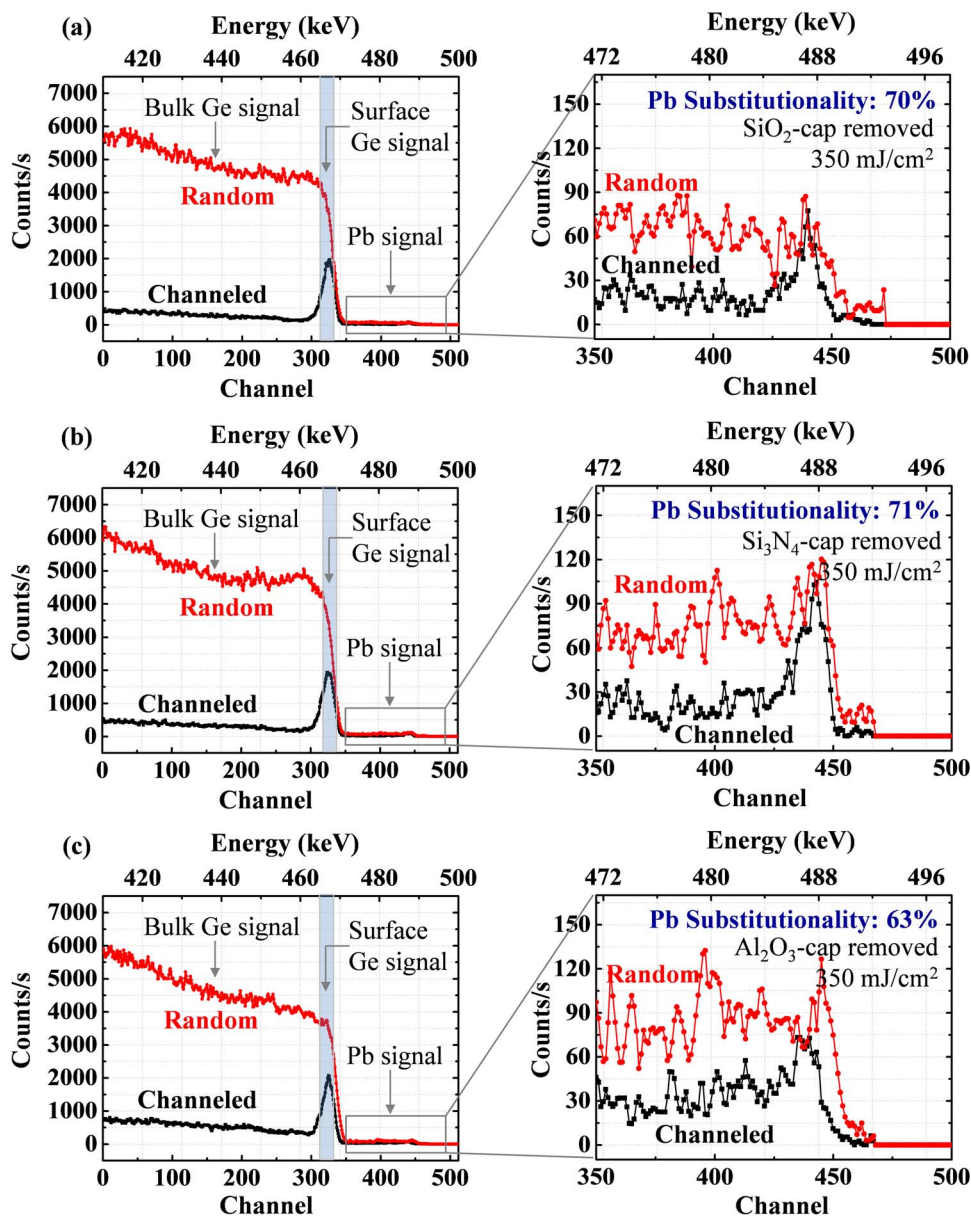 (a)
Energy (keV)
420 440 460 480 500
7000
6000
5000
4000
3000
2000
1000
0
Counts/s
Bulk Ge signal
Surface
Ge signal
Random
Pb signal
Channeled
0 100 200 300 400 500
Channel
Energy (keV)
472 480 488 496
150
120
90
60
30
0
Counts/s
Pb Substitutionality: 70%
SiO₂-cap removed
350 mJ/cm²
Random
Channeled
350 400 450 500
Channel
(b)
Energy (keV)
420 440 460 480 500
7000
6000
5000
4000
3000
2000
1000
0
Counts/s
Bulk Ge signal
Surface
Ge signal
Random
Pb signal
Channeled
0 100 200 300 400 500
Channel
Energy (keV)
472 480 488 496
150
120
90
60
30
0
Counts/s
Pb Substitutionality: 71%
Si₃N₄-cap removed
350 mJ/cm²
Random
Channeled
350 400 450 500
Channel
(c)
Energy (keV)
420 440 460 480 500
7000
6000
5000
4000
3000
2000
1000
0
Counts/s
Bulk Ge signal
Surface
Ge signal
Random
Pb signal
Channeled
0 100 200 300 400 500
Channel
Energy (keV)
472 480 488 496
150
120
90
60
30
0
Counts/s
Pb Substitutionality: 63%
Al₂O₃-cap removed
350 mJ/cm²
Random
Channeled
350 400 450 500
Channel